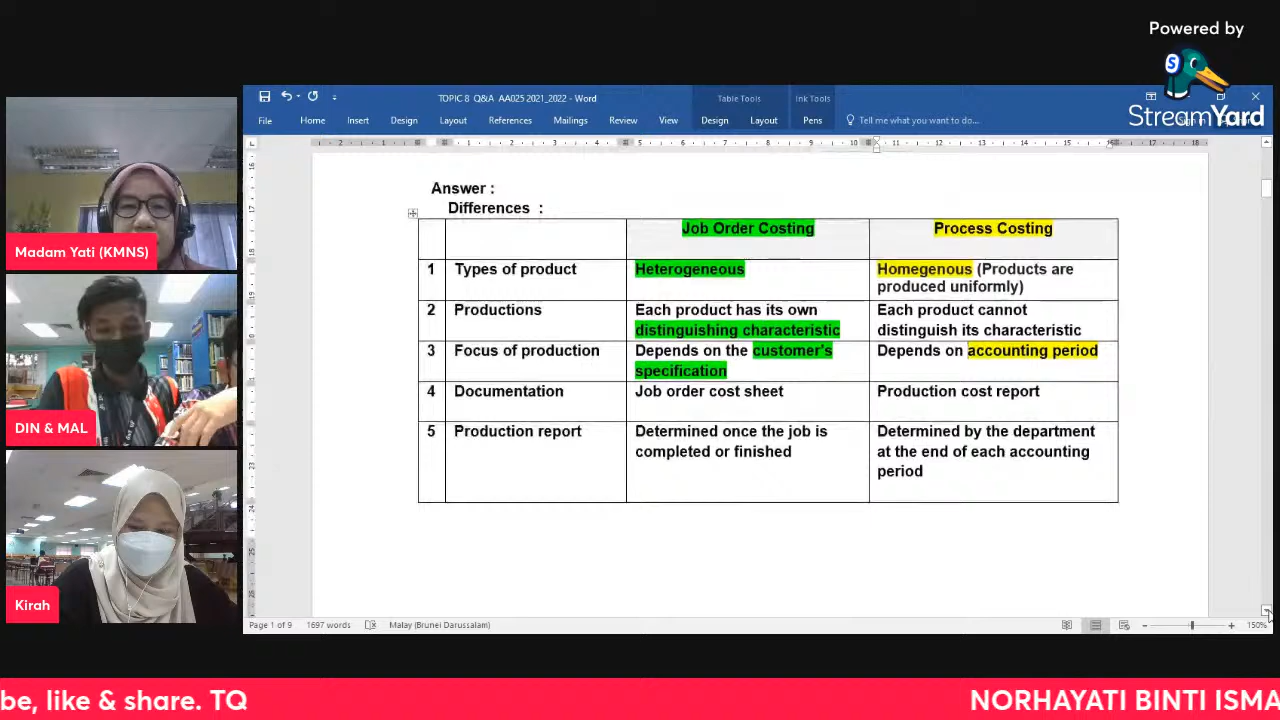 Powered by
StreamYard
TOPIC 8 Q&A AA025 2021_2022 - Word
Table Tools
Ink Tools
File
Home
Insert
Design
Layout
References
Mailings
Review
View
Design
Layout
Pens
Tell me what you want to do...
Answer :
Differences :
Job Order Costing
Process Costing
1
Types of product
Heterogeneous
Homegenous (Products are
produced uniformly)
2
Productions
Each product has its own
distinguishing characteristic
Each product cannot
distinguish its characteristic
3
Focus of production
Depends on the customer's
specification
Depends on accounting period
4
Documentation
Job order cost sheet
Production cost report
5
Production report
Determined once the job is
completed or finished
Determined by the department
at the end of each accounting
period
Madam Yati (KMNS)
DIN & MAL
Kirah
Page 1 of 9
1697 words
Malay (Brunei Darussalam)
150%
be, like & share. TQ
NORHAYATI BINTI ISMA